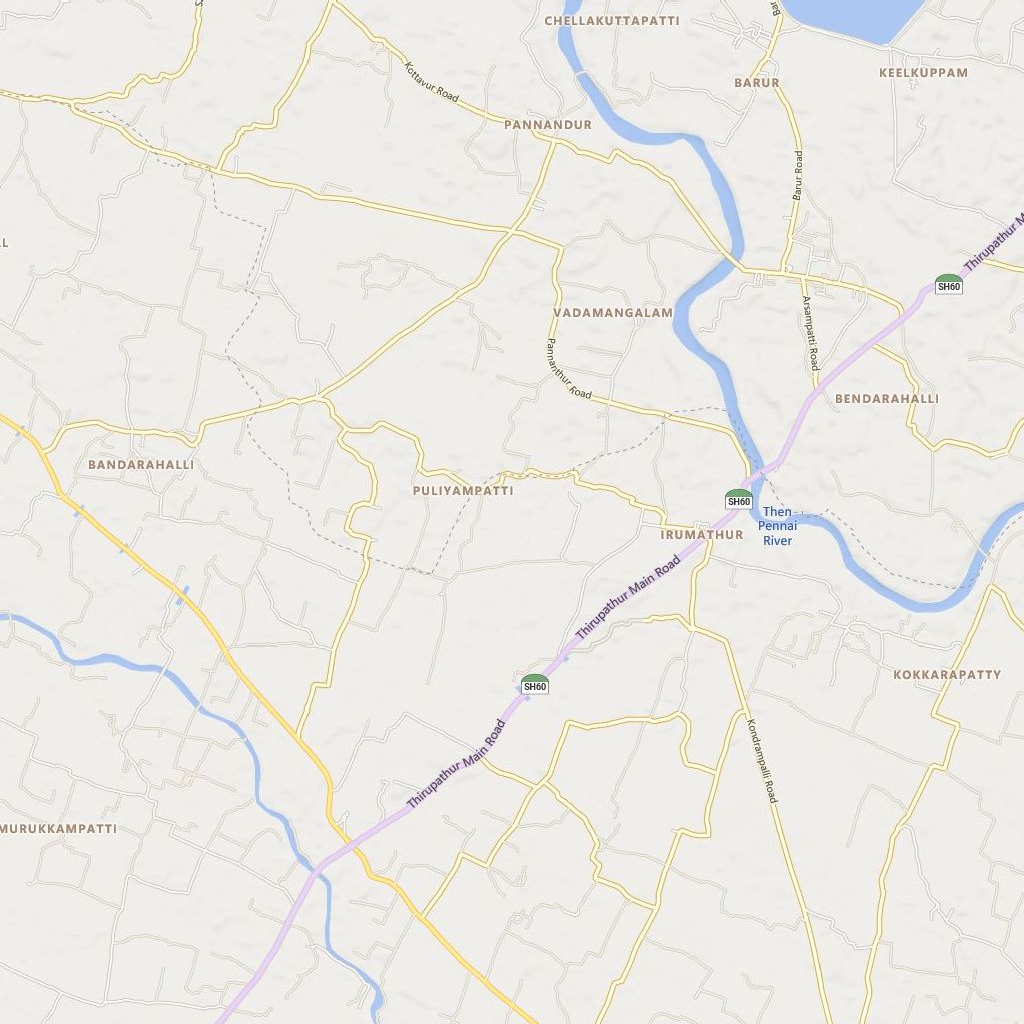 CHELLAKUTTAPATTI
KEELKUPPAM
BARUR
Kottavur Road
PANNANDUR
Barur Road
Thirupathur M
SH60
VADAMANGALAM
Arsampatti Road
Pannanthur Road
BENDARAHALLI
BANDARAHALLI
PULIYAMPATTI
SH60
Then
Pennai
River
IRUMATHUR
Thirupathur Main Road
KOKKARAPATTY
SH60
Kondrampalli Road
Thirupathur Main Road
MURUKKAMPATTI